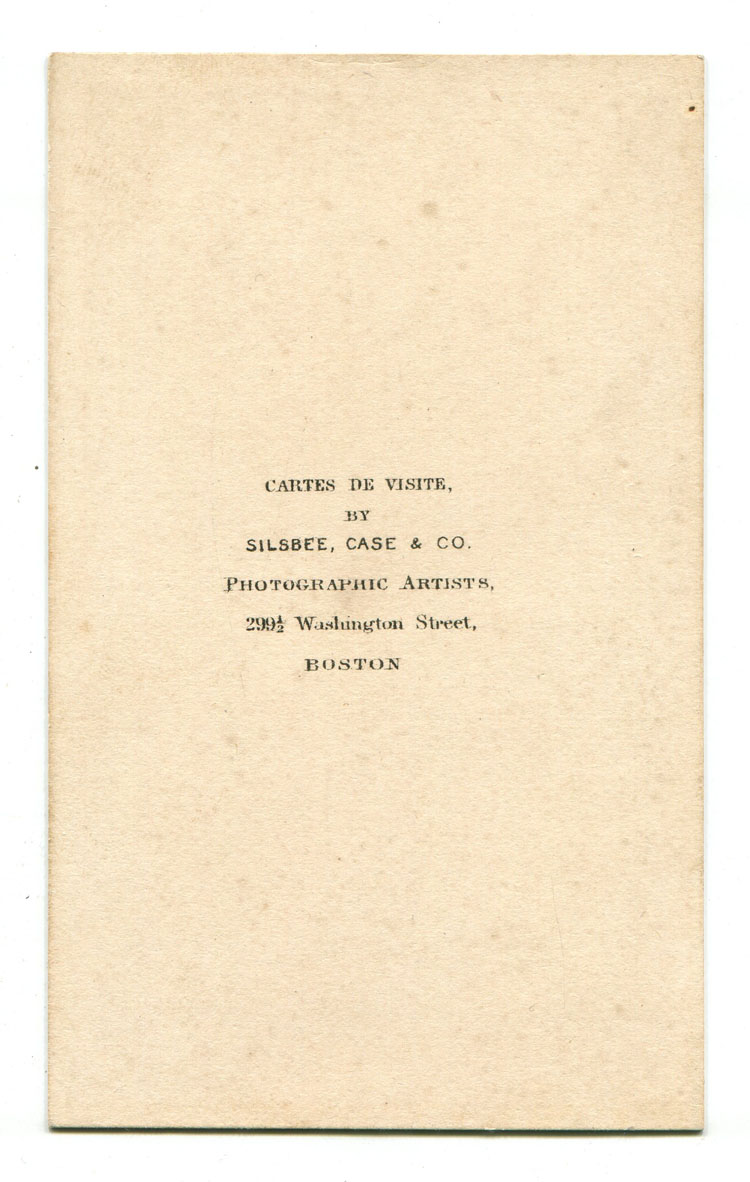 CARTES DE VISITE,
BY
SILSBEE, CASE & CO.
PHOTOGRAPHIC ARTISTS,
299½ Washington Street,
BOSTON